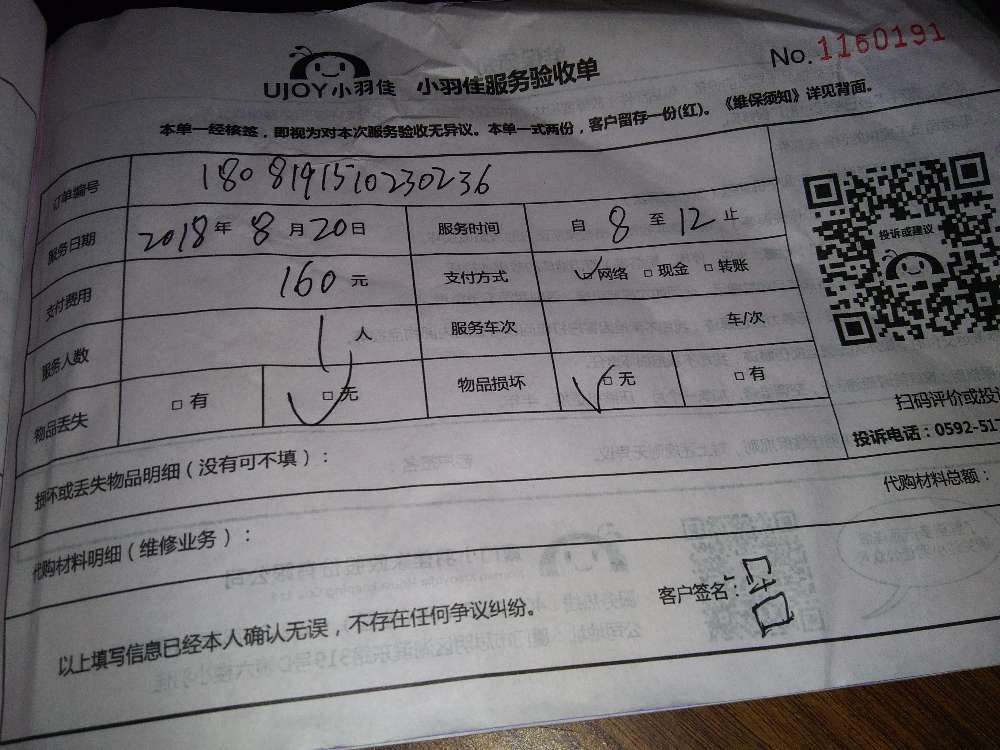 UJOY小羽佳 小羽佳服务验收单 No.1160191
本单一经核签，即视为对本次服务验收无异议。本单一式两份，客户留存一份(红)。《维保须知》详见背面。
订单编号 1808191510230236
服务日期 2018年8月20日 服务时间 自8至12止
支付费用 160元 支付方式 ☑网络 □现金 □转账
服务人数 1人 服务车次 车/次
物品丢失 □有 ☑无 物品损坏 ☑无 □有
投诉或建议
扫码评价或投
投诉电话：0592-517
损坏或丢失物品明细（没有可不填）：
代购材料明细（维修业务）： 代购材料总额：
以上填写信息已经本人确认无误，不存在任何争议纠纷。 客户签名：